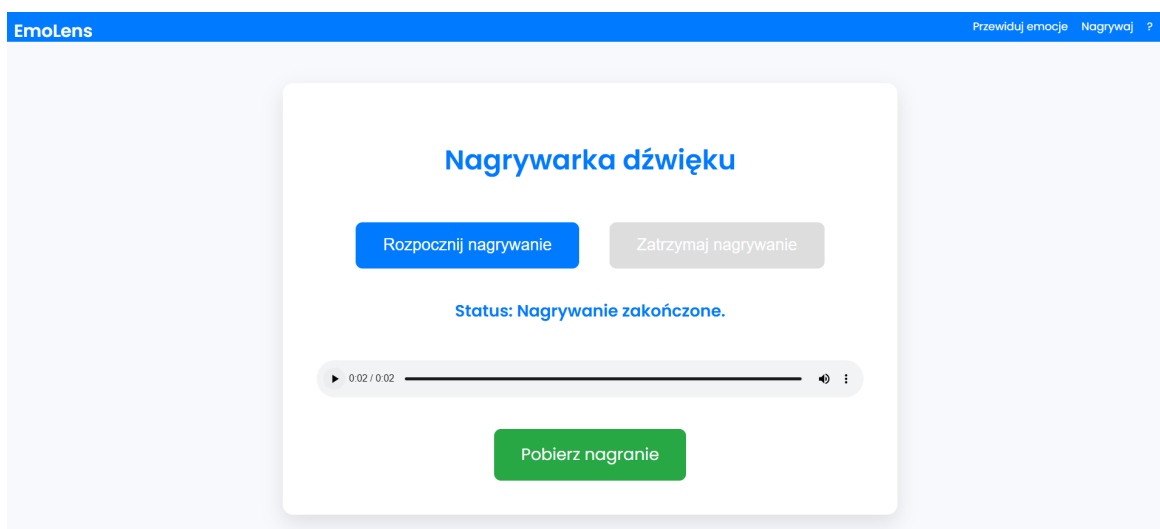 EmoLens Przewiduj emocje Nagrywaj ?
Nagrywarka dźwięku
Rozpocznij nagrywanie Zatrzymaj nagrywanie
Status: Nagrywanie zakończone.
0:02 / 0:02
Pobierz nagranie